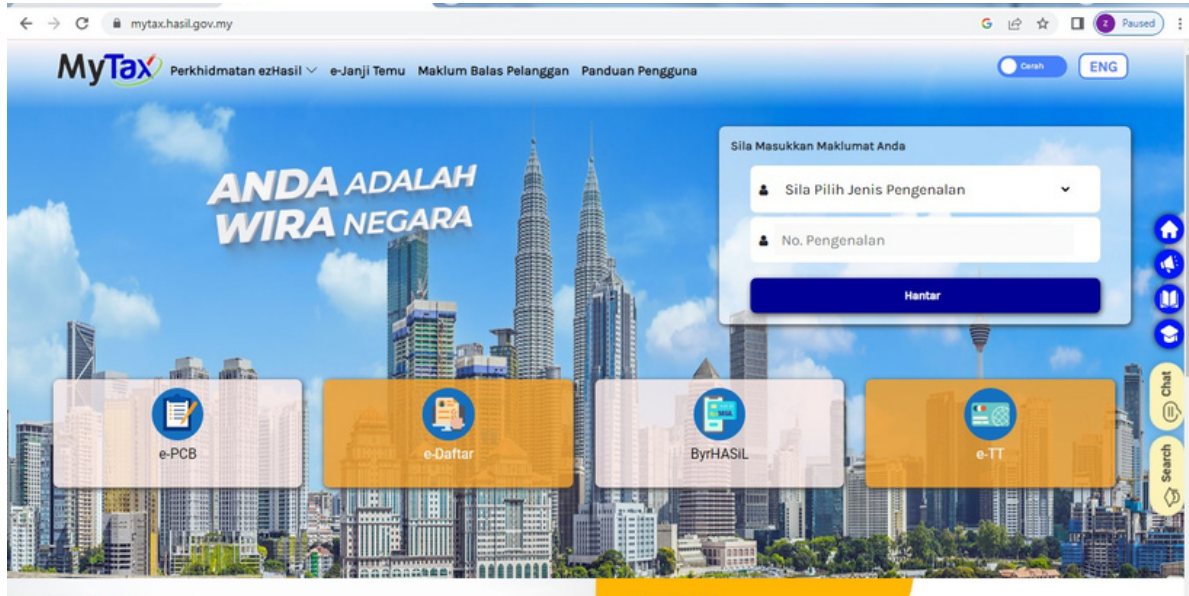 mytax.hasil.gov.my
Z Paused
MyTax Perkhidmatan ezHasil e-Janji Temu Maklum Balas Pelanggan Panduan Pengguna Cerah ENG
ANDA ADALAH
WIRA NEGARA
Sila Masukkan Maklumat Anda
Sila Pilih Jenis Pengenalan
No. Pengenalan
Hantar
Chat
Search
e-PCB
e-Daftar
ByrHASiL
e-TT